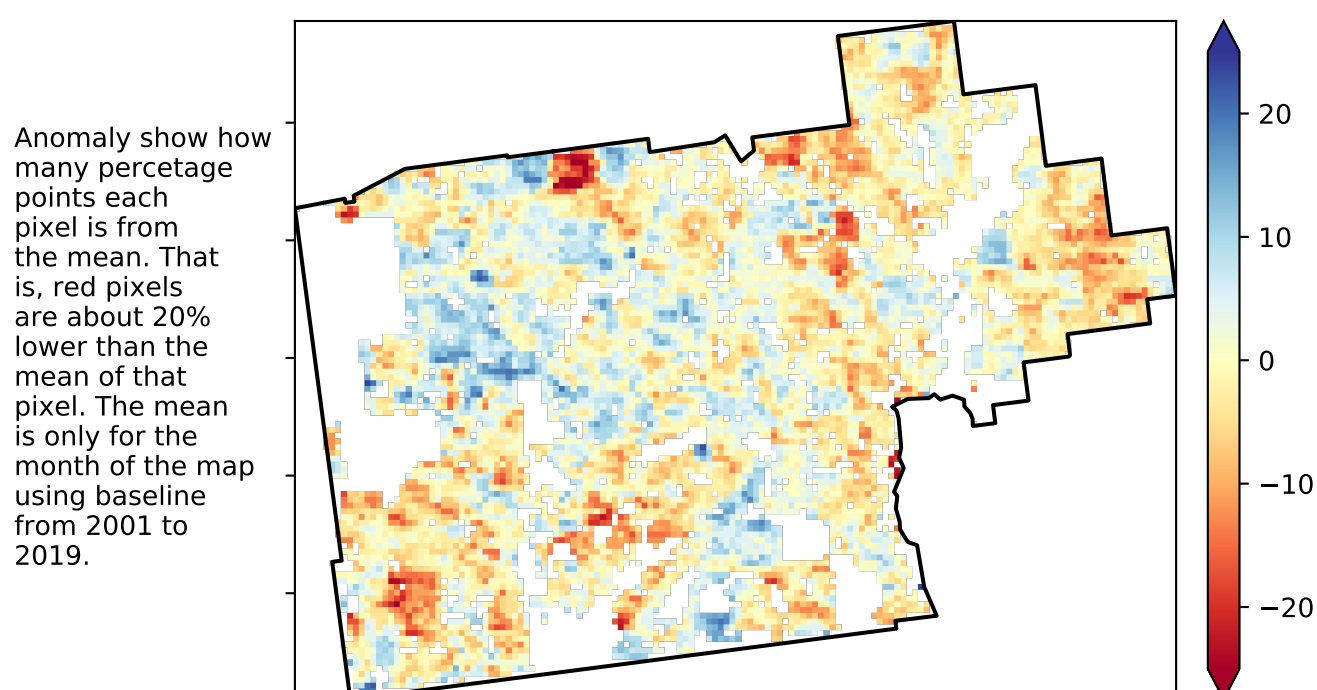 Anomaly show how
many percetage
points each
pixel is from
the mean. That
is, red pixels
are about 20%
lower than the
mean of that
pixel. The mean
is only for the
month of the map
using baseline
from 2001 to
2019.
20
10
0
−10
−20